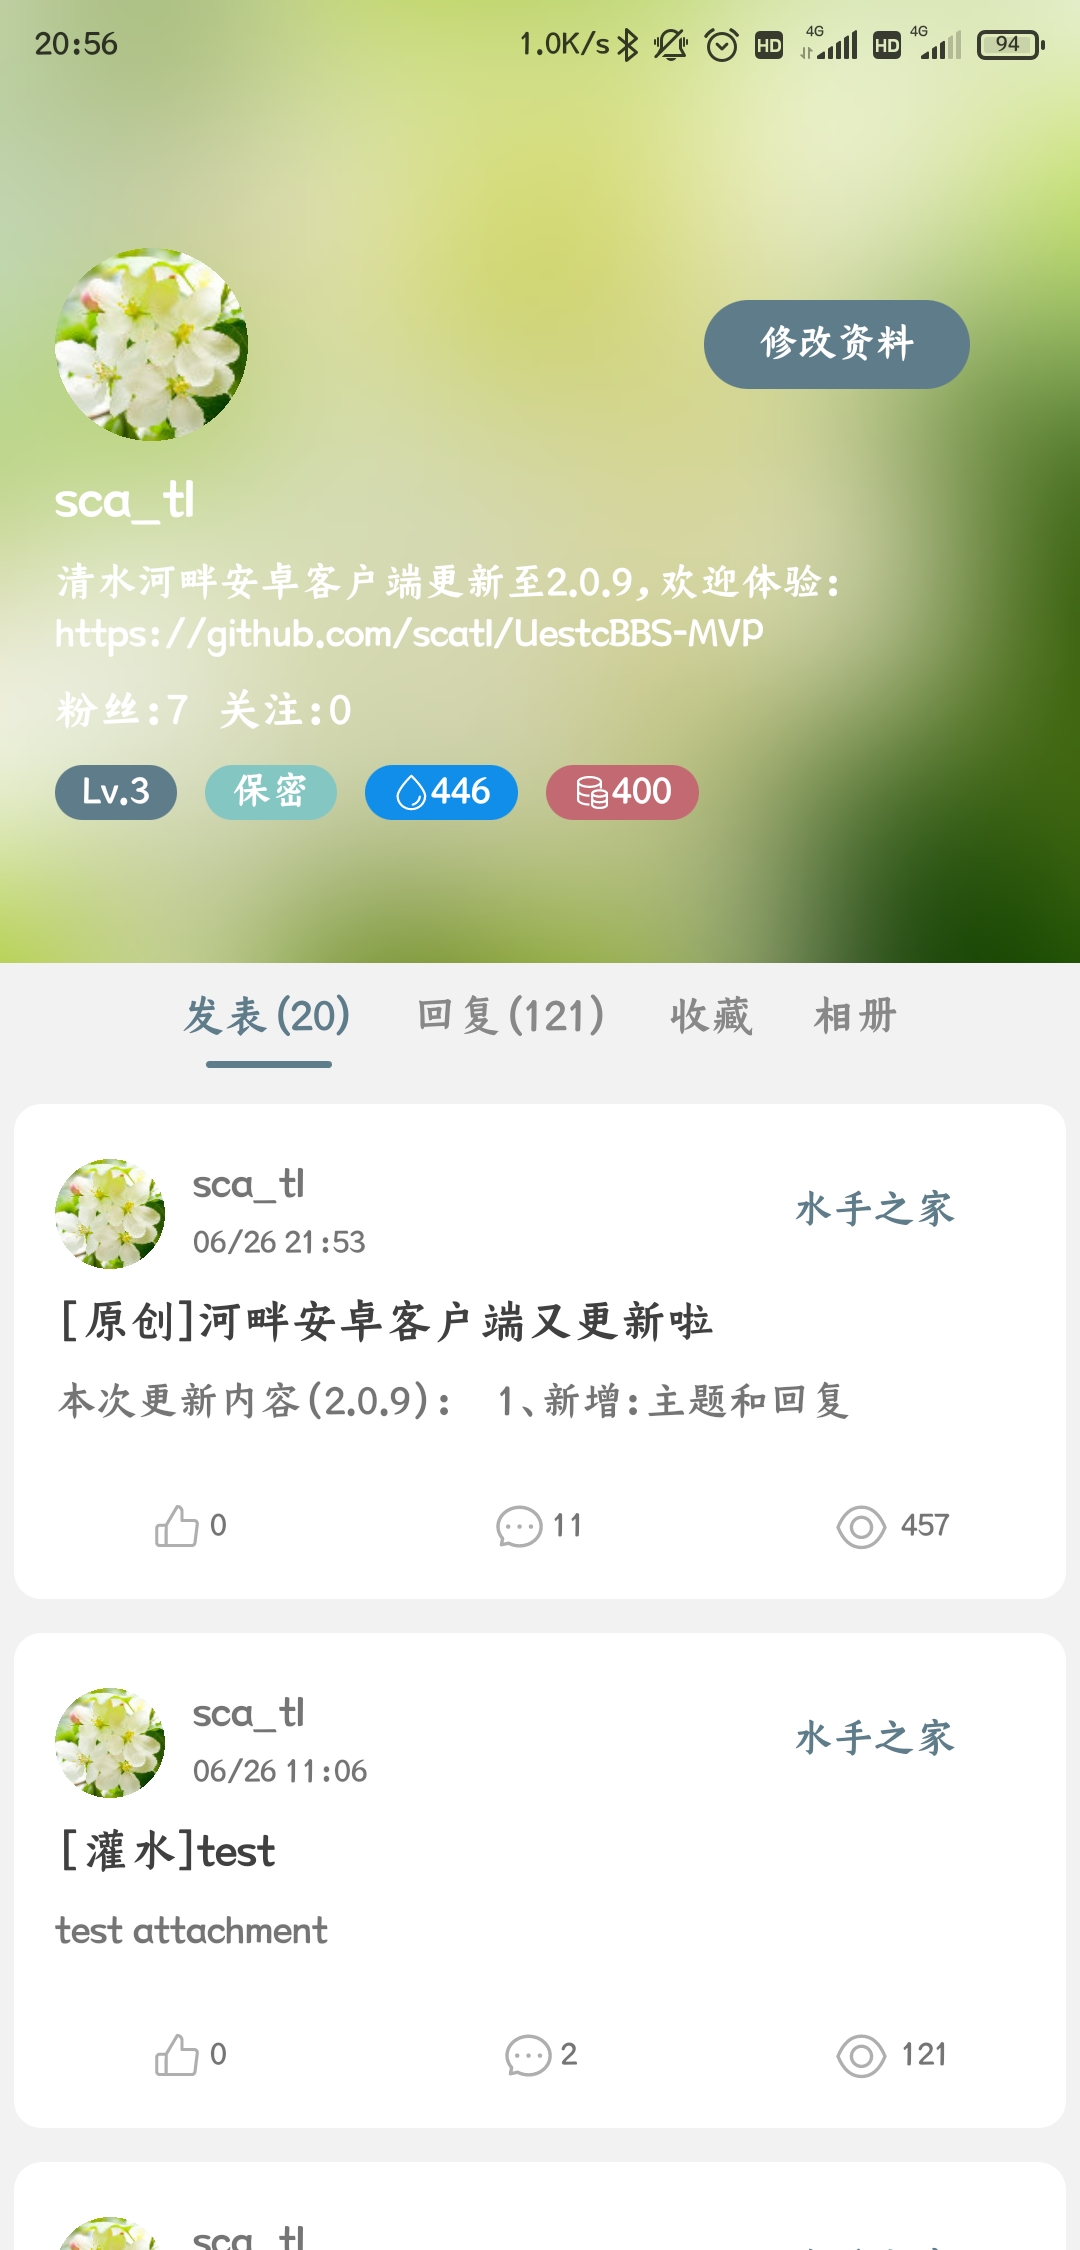 20:56 1.0K/s HD 4G HD 4G 94
修改资料
sca_tl
清水河畔安卓客户端更新至2.0.9,欢迎体验:
https://github.com/scatl/UestcBBS-MVP
粉丝:7 关注:0
Lv.3 保密 446 400
发表(20) 回复(121) 收藏 相册
sca_tl
水手之家
06/26 21:53
[原创]河畔安卓客户端又更新啦
本次更新内容(2.0.9): 1、新增:主题和回复
0 11 457
sca_tl
水手之家
06/26 11:06
[灌水]test
test attachment
0 2 121
sca_tl